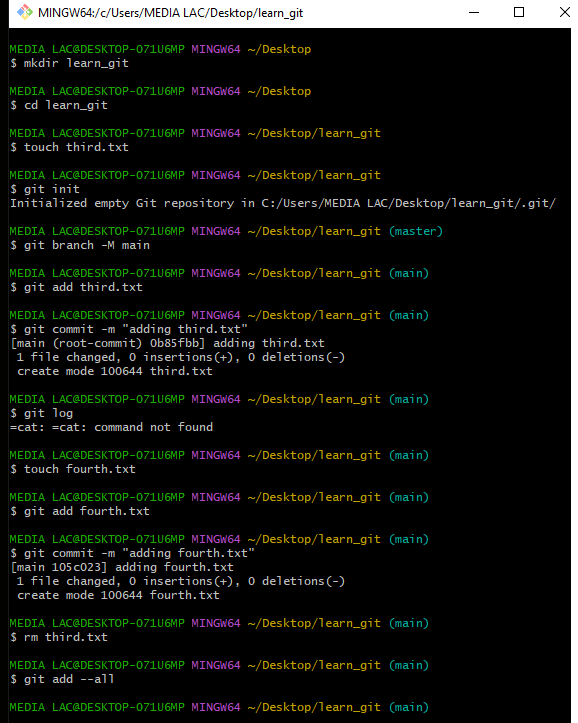 MINGW64:/c/Users/MEDIA LAC/Desktop/learn_git
MEDIA LAC@DESKTOP-071U6MP MINGW64 ~/Desktop
$ mkdir learn_git
MEDIA LAC@DESKTOP-071U6MP MINGW64 ~/Desktop
$ cd learn_git
MEDIA LAC@DESKTOP-071U6MP MINGW64 ~/Desktop/learn_git
$ touch third.txt
MEDIA LAC@DESKTOP-071U6MP MINGW64 ~/Desktop/learn_git
$ git init
Initialized empty Git repository in C:/Users/MEDIA LAC/Desktop/learn_git/.git/
MEDIA LAC@DESKTOP-071U6MP MINGW64 ~/Desktop/learn_git (master)
$ git branch -M main
MEDIA LAC@DESKTOP-071U6MP MINGW64 ~/Desktop/learn_git (main)
$ git add third.txt
MEDIA LAC@DESKTOP-071U6MP MINGW64 ~/Desktop/learn_git (main)
$ git commit -m "adding third.txt"
[main (root-commit) 0b85fbb] adding third.txt
 1 file changed, 0 insertions(+), 0 deletions(-)
 create mode 100644 third.txt
MEDIA LAC@DESKTOP-071U6MP MINGW64 ~/Desktop/learn_git (main)
$ git log
=cat: =cat: command not found
MEDIA LAC@DESKTOP-071U6MP MINGW64 ~/Desktop/learn_git (main)
$ touch fourth.txt
MEDIA LAC@DESKTOP-071U6MP MINGW64 ~/Desktop/learn_git (main)
$ git add fourth.txt
MEDIA LAC@DESKTOP-071U6MP MINGW64 ~/Desktop/learn_git (main)
$ git commit -m "adding fourth.txt"
[main 105c023] adding fourth.txt
 1 file changed, 0 insertions(+), 0 deletions(-)
 create mode 100644 fourth.txt
MEDIA LAC@DESKTOP-071U6MP MINGW64 ~/Desktop/learn_git (main)
$ rm third.txt
MEDIA LAC@DESKTOP-071U6MP MINGW64 ~/Desktop/learn_git (main)
$ git add --all
MEDIA LAC@DESKTOP-071U6MP MINGW64 ~/Desktop/learn_git (main)